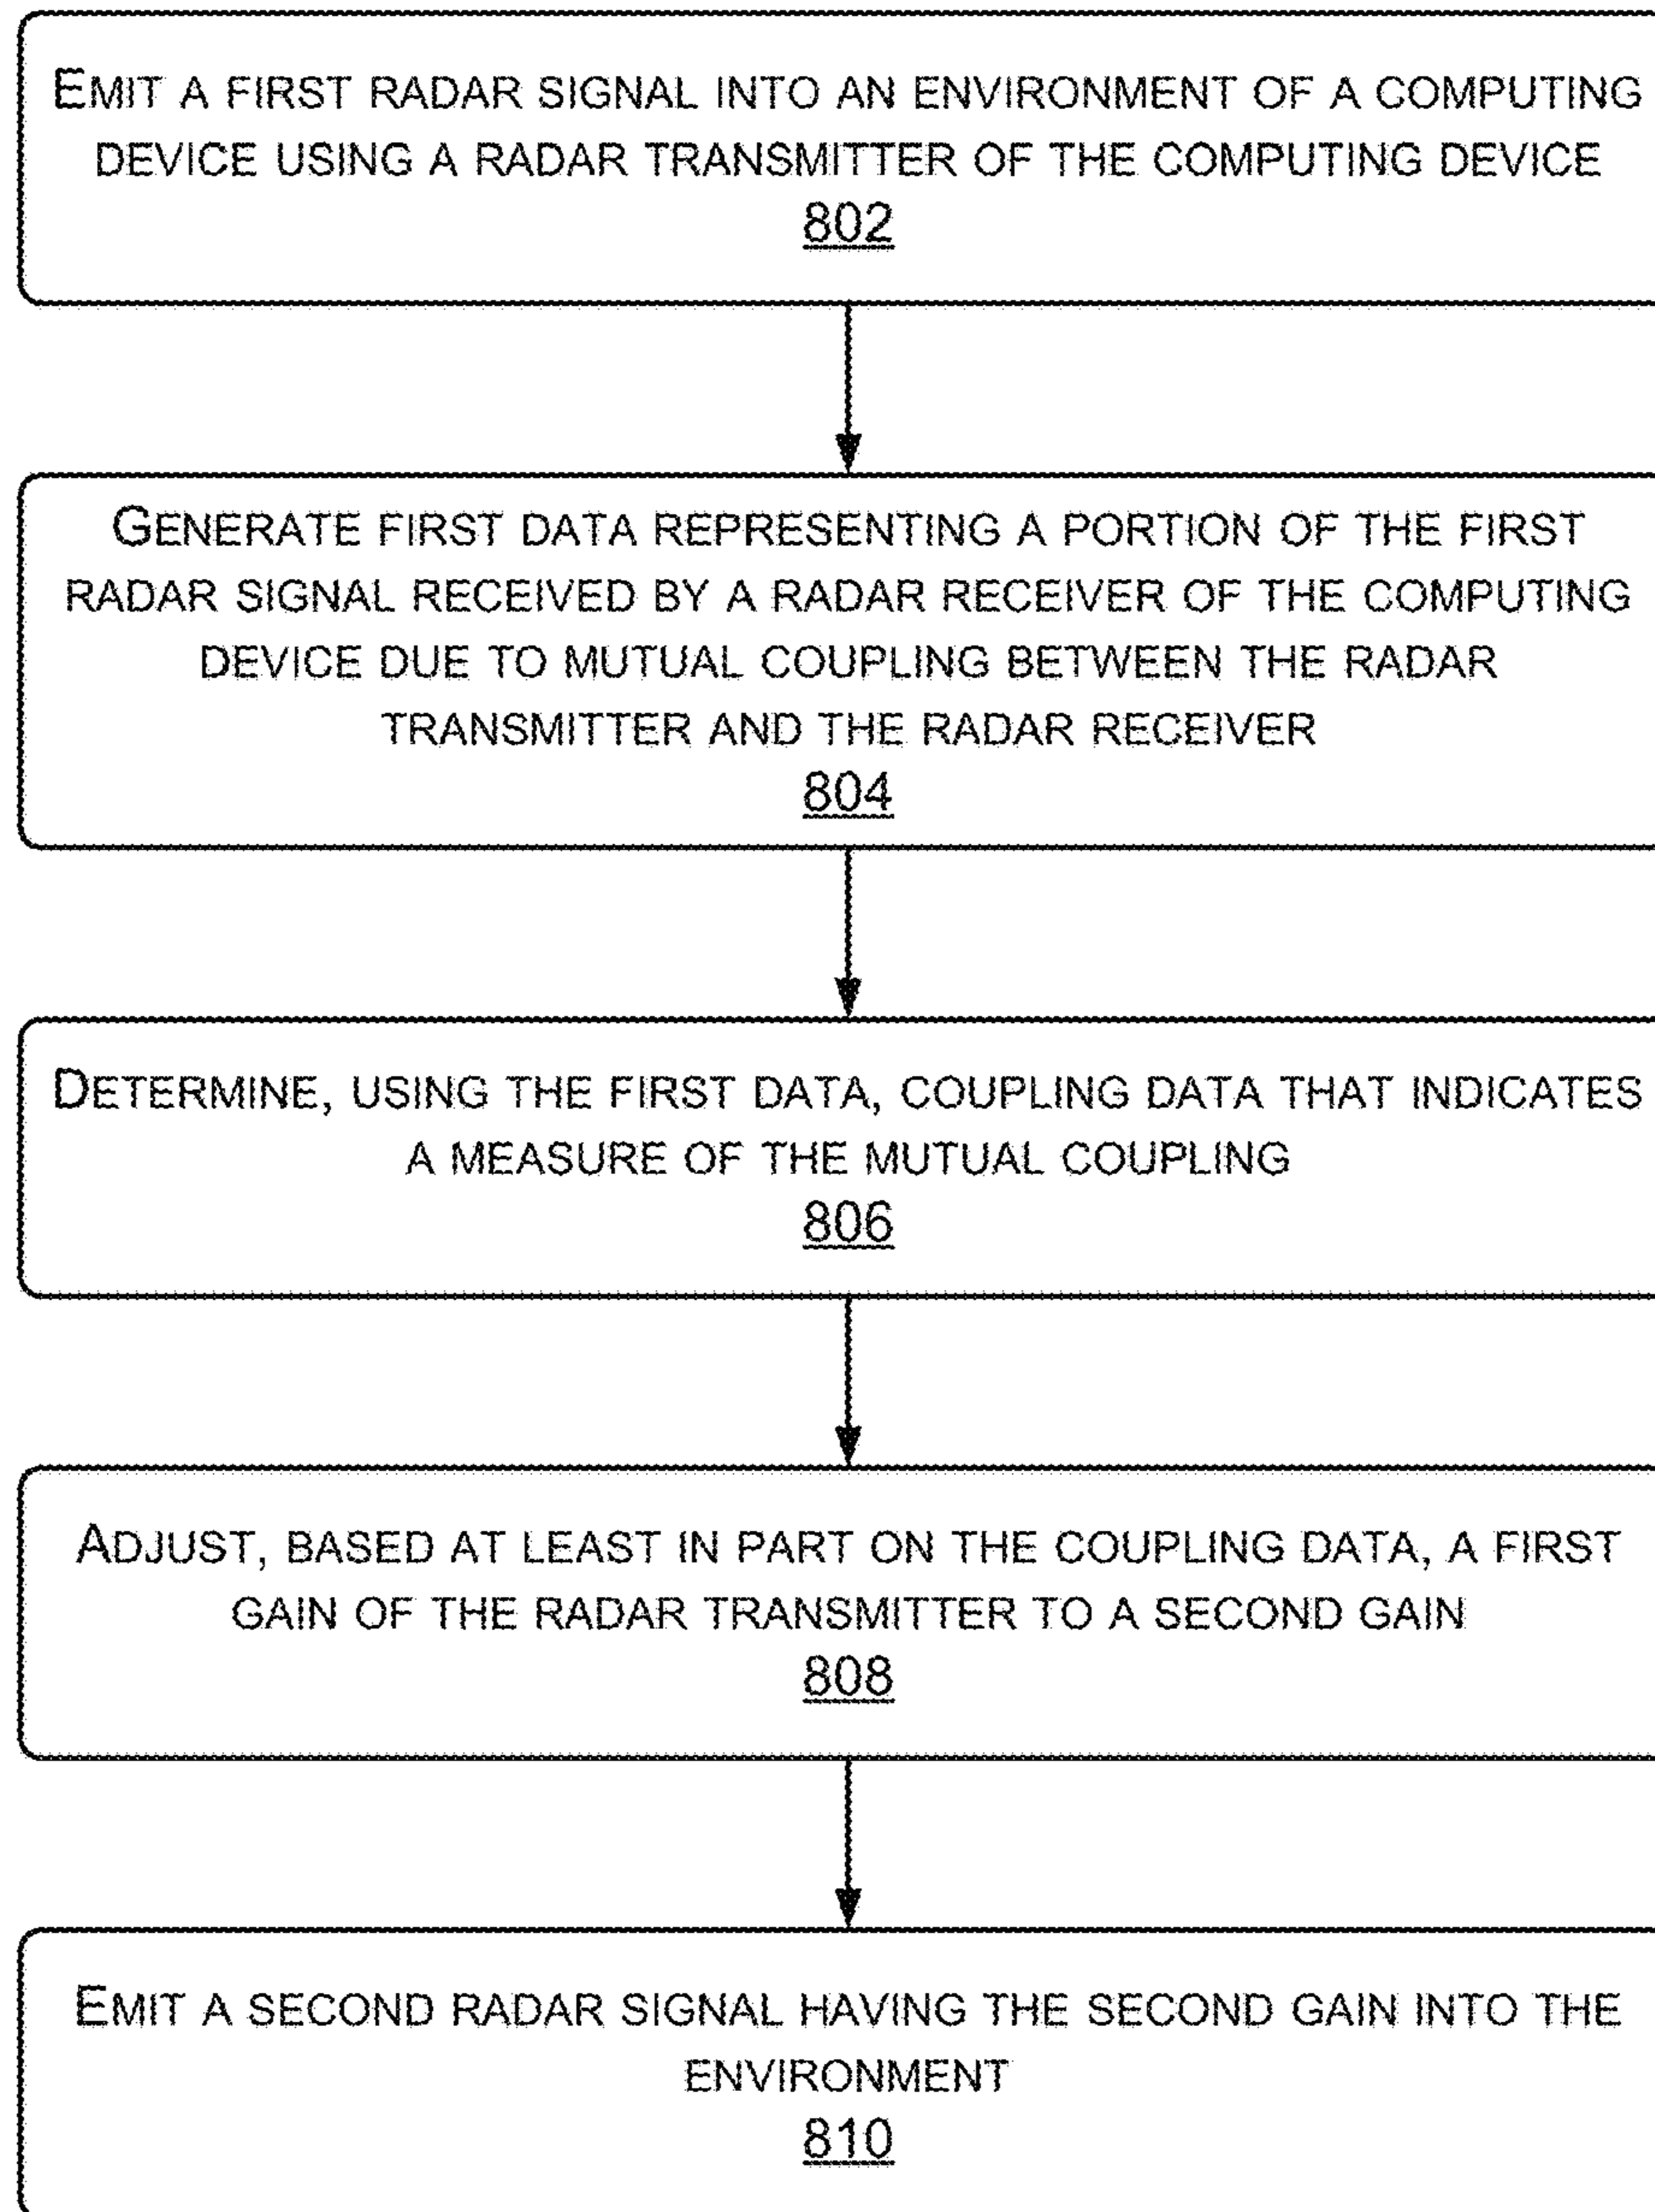 EMIT A FIRST RADAR SIGNAL INTO AN ENVIRONMENT OF A COMPUTING
DEVICE USING A RADAR TRANSMITTER OF THE COMPUTING DEVICE
802
GENERATE FIRST DATA REPRESENTING A PORTION OF THE FIRST
RADAR SIGNAL RECEIVED BY A RADAR RECEIVER OF THE COMPUTING
DEVICE DUE TO MUTUAL COUPLING BETWEEN THE RADAR
TRANSMITTER AND THE RADAR RECEIVER
804
DETERMINE, USING THE FIRST DATA, COUPLING DATA THAT INDICATES
A MEASURE OF THE MUTUAL COUPLING
806
ADJUST, BASED AT LEAST IN PART ON THE COUPLING DATA, A FIRST
GAIN OF THE RADAR TRANSMITTER TO A SECOND GAIN
808
EMIT A SECOND RADAR SIGNAL HAVING THE SECOND GAIN INTO THE
ENVIRONMENT
810